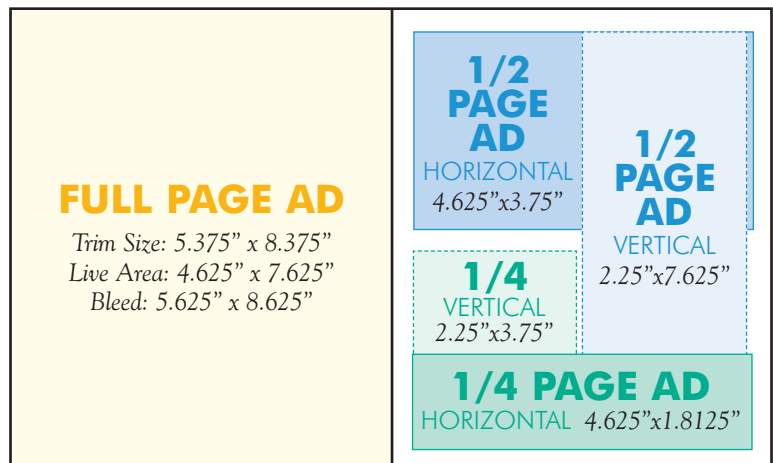 FULL PAGE AD
Trim Size: 5.375” x 8.375”
Live Area: 4.625” x 7.625”
Bleed: 5.625” x 8.625”
1/2
PAGE
AD
HORIZONTAL
4.625”x3.75”
1/2
PAGE
AD
VERTICAL
2.25”x7.625”
1/4
VERTICAL
2.25”x3.75”
1/4 PAGE AD
HORIZONTAL 4.625”x1.8125”